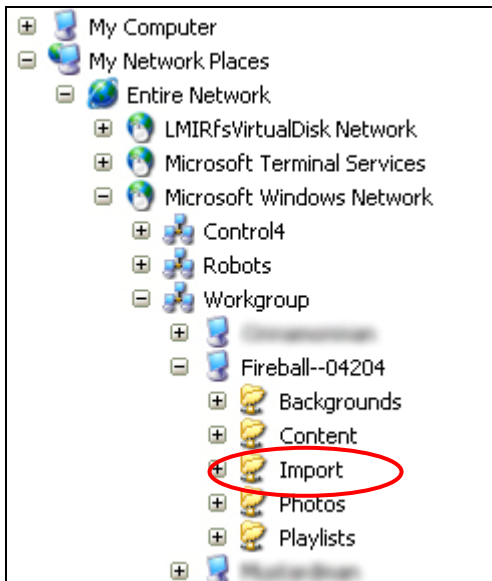 My Computer
My Network Places
Entire Network
LMIRfsVirtualDisk Network
Microsoft Terminal Services
Microsoft Windows Network
Control4
Robots
Workgroup
Fireball--04204
Backgrounds
Content
Import
Photos
Playlists